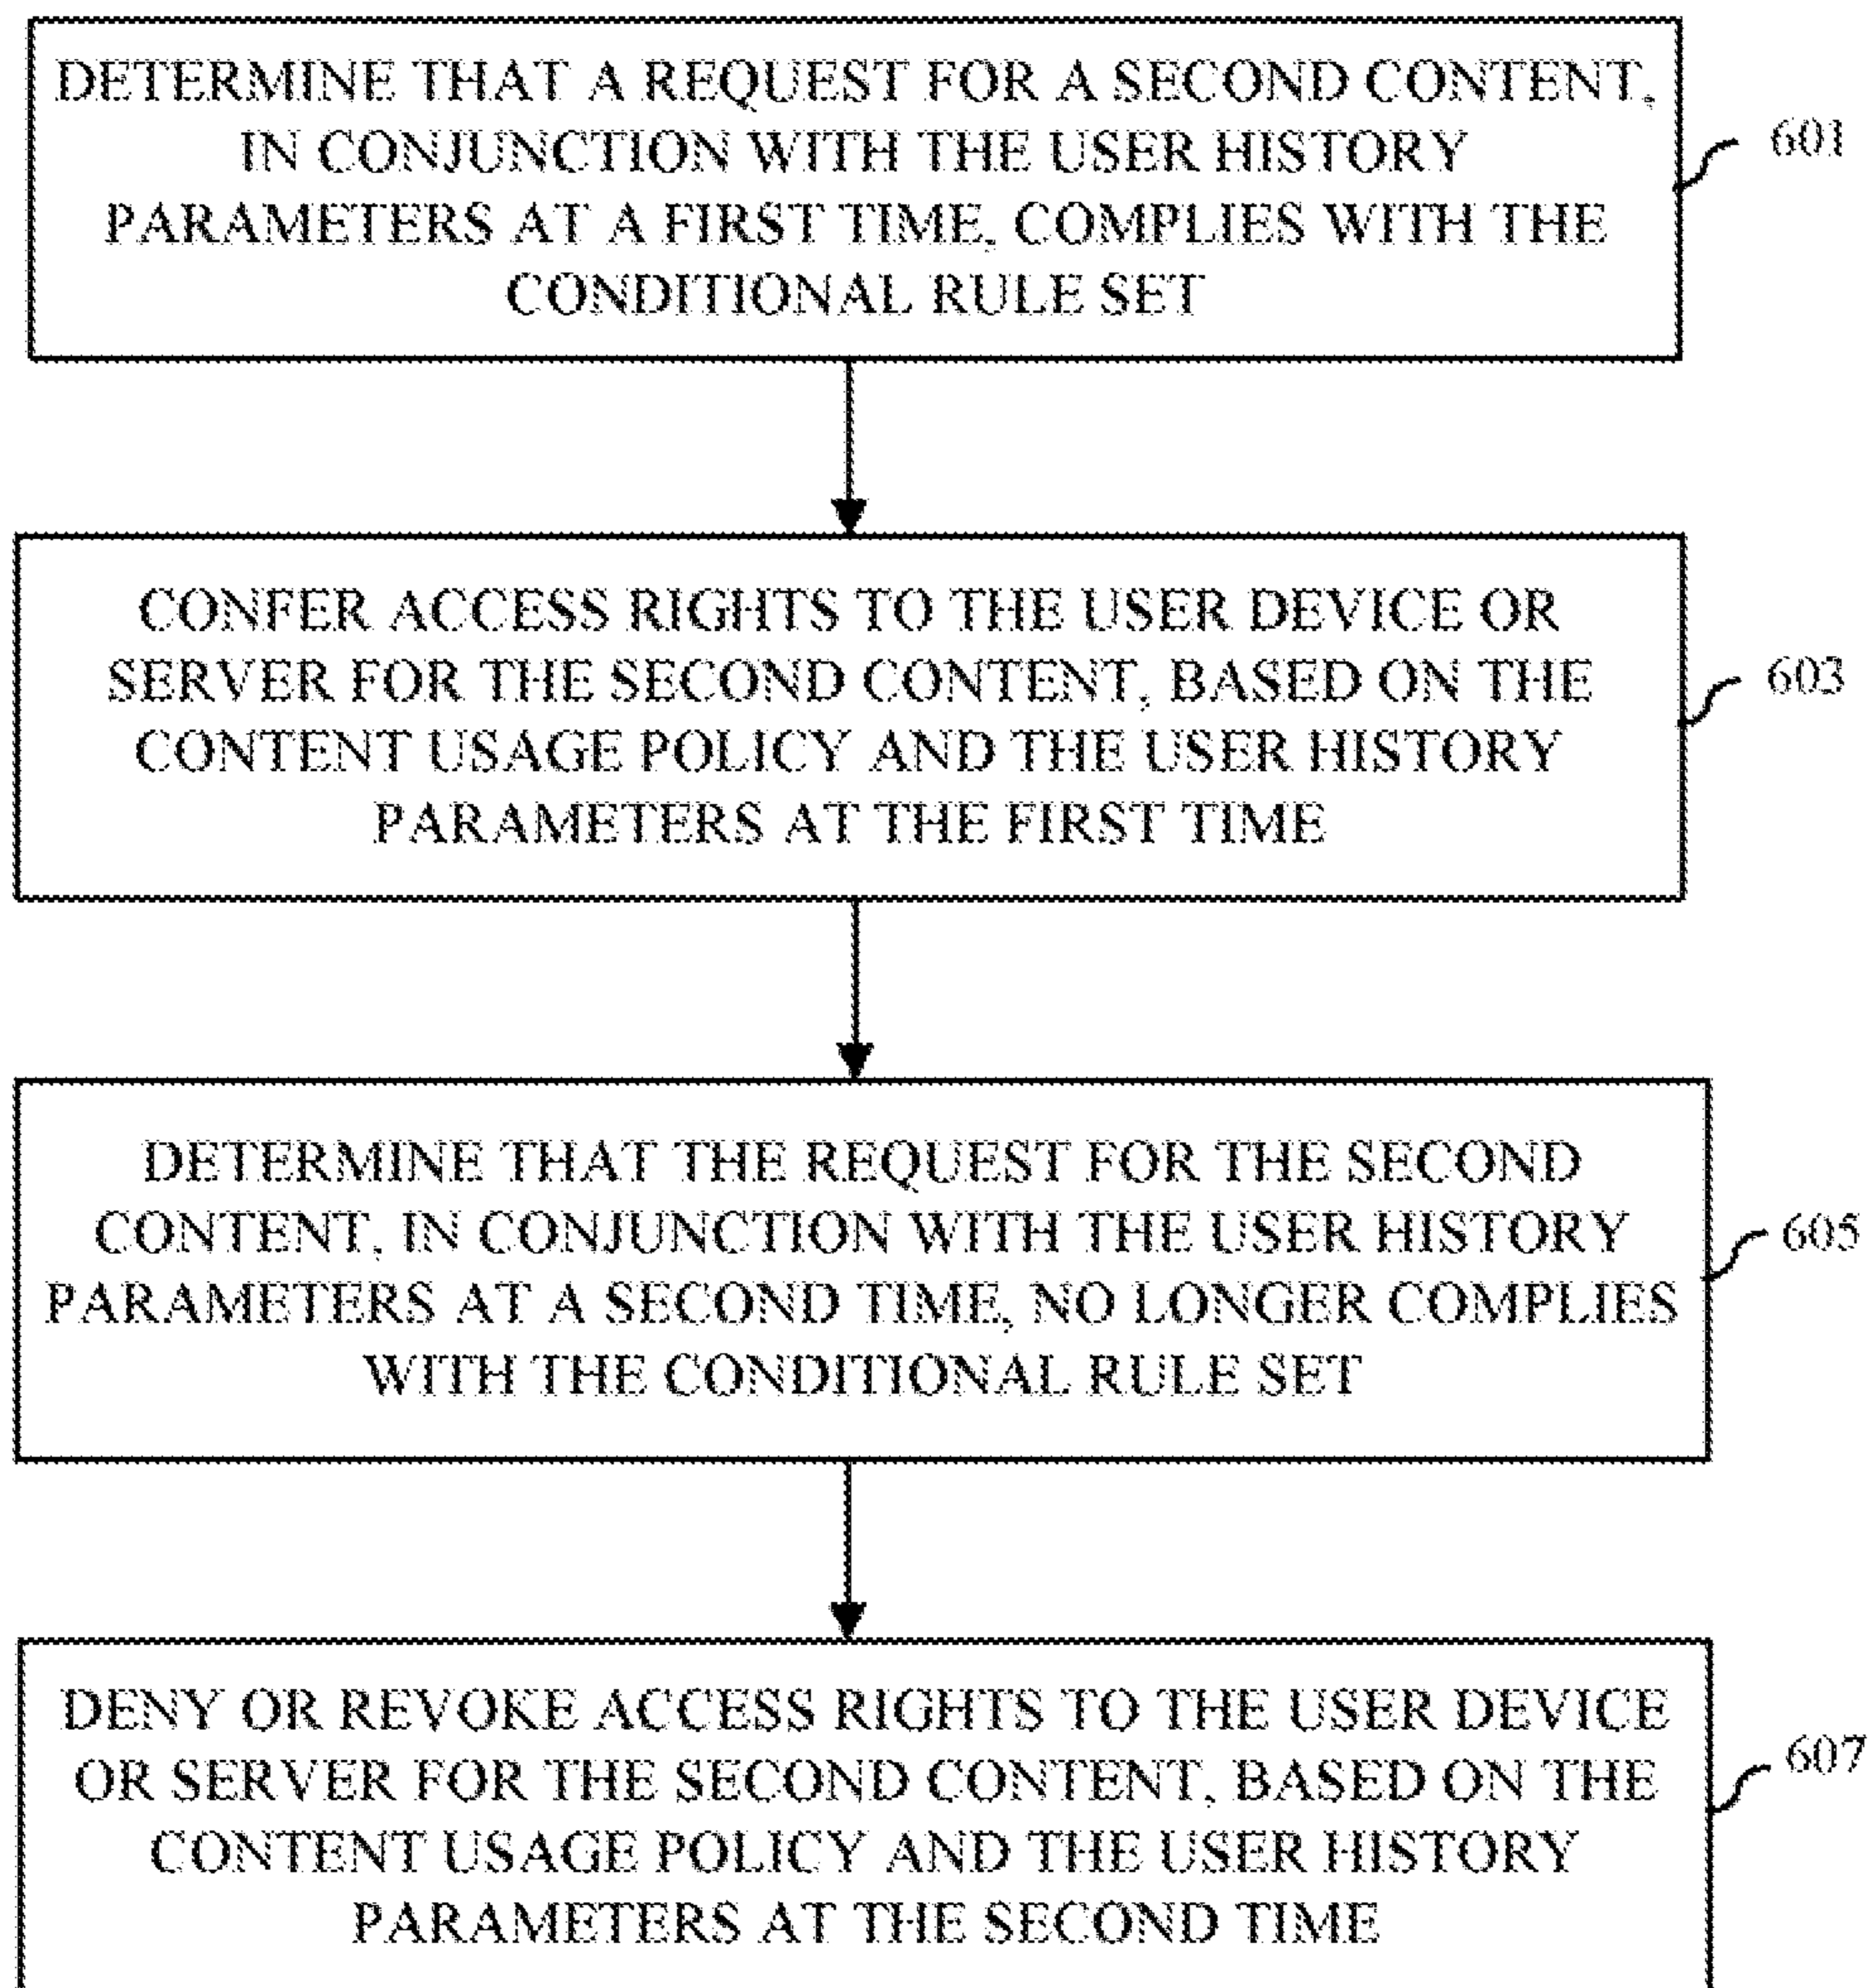 DETERMINE THAT A REQUEST FOR A SECOND CONTENT,
IN CONJUNCTION WITH THE USER HISTORY
PARAMETERS AT A FIRST TIME, COMPLIES WITH THE
CONDITIONAL RULE SET
601
CONFER ACCESS RIGHTS TO THE USER DEVICE OR
SERVER FOR THE SECOND CONTENT, BASED ON THE
CONTENT USAGE POLICY AND THE USER HISTORY
PARAMETERS AT THE FIRST TIME
603
DETERMINE THAT THE REQUEST FOR THE SECOND
CONTENT, IN CONJUNCTION WITH THE USER HISTORY
PARAMETERS AT A SECOND TIME, NO LONGER COMPLIES
WITH THE CONDITIONAL RULE SET
605
DENY OR REVOKE ACCESS RIGHTS TO THE USER DEVICE
OR SERVER FOR THE SECOND CONTENT, BASED ON THE
CONTENT USAGE POLICY AND THE USER HISTORY
PARAMETERS AT THE SECOND TIME
607